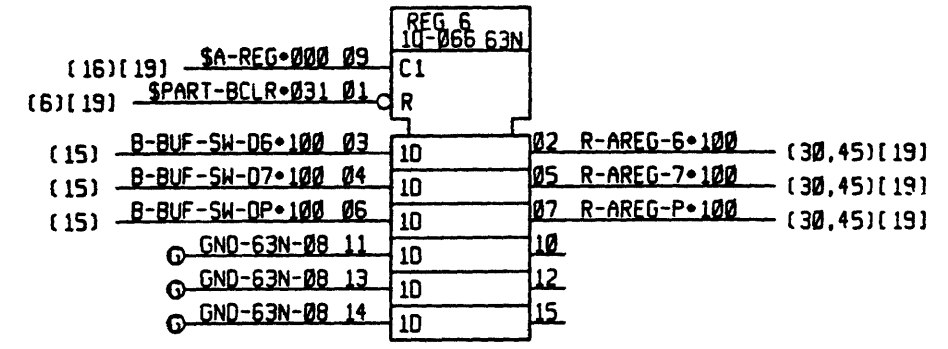 REG 6
1D-066 63N
(16)[19] $A-REG•000 09 C1
(6)[19] $PART-BCLR•031 01 R
(15) B-BUF-SW-D6•100 03 1D 02 R-AREG-6•100 (30,45)[19]
(15) B-BUF-SW-D7•100 04 1D 05 R-AREG-7•100 (30,45)[19]
(15) B-BUF-SW-DP•100 06 1D 07 R-AREG-P•100 (30,45)[19]
G GND-63N-08 11 1D 10
G GND-63N-08 13 1D 12
G GND-63N-08 14 1D 15